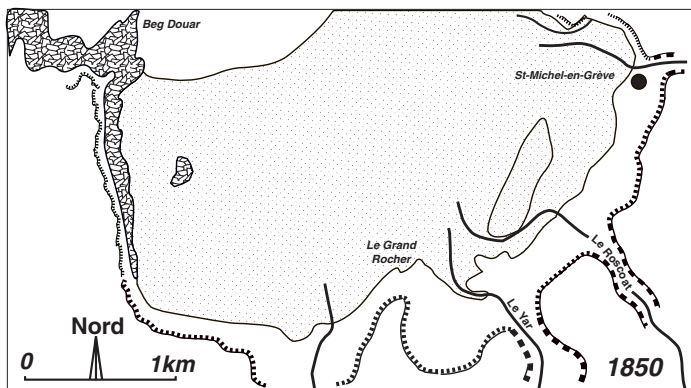 Beg Douar
St-Michel-en-Grève
Le Grand
Rocher
Le Roscoat
Le Yar
Nord
0 1km
1850